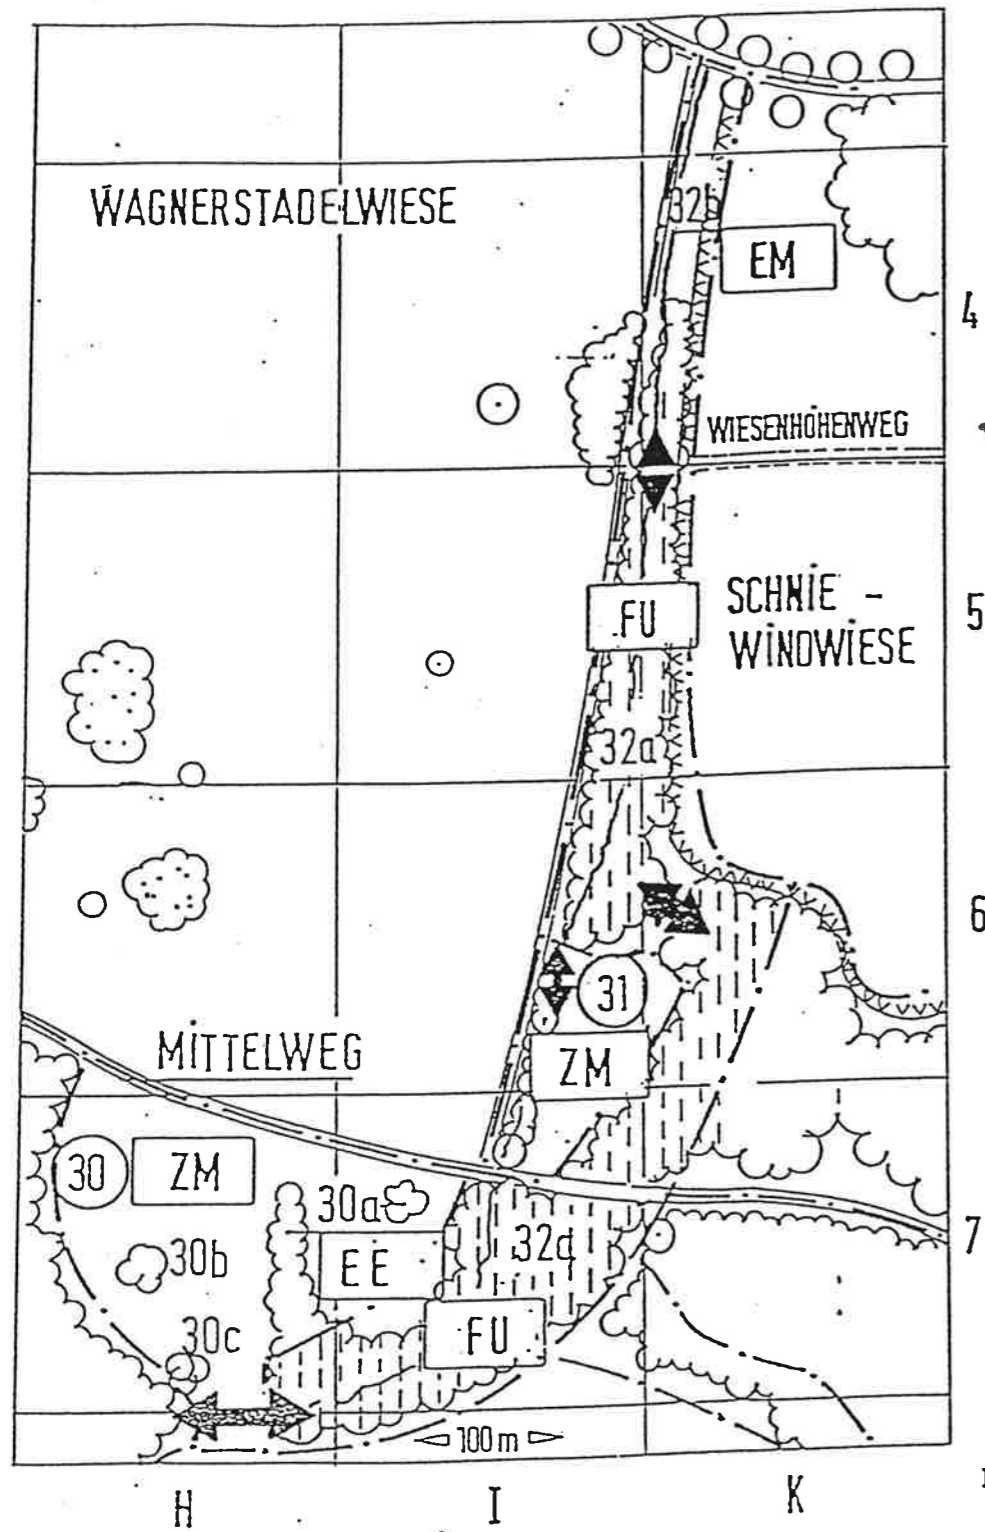 WAGNERSTADELWIESE
32b
EM
4
WIESENHÖHENWEG
SCHNIE -
WINDWIESE
5
FU
32a
6
31
ZM
MITTELWEG
30
ZM
30a
30b
EE
32d
7
FU
30c
100m
H
I
K